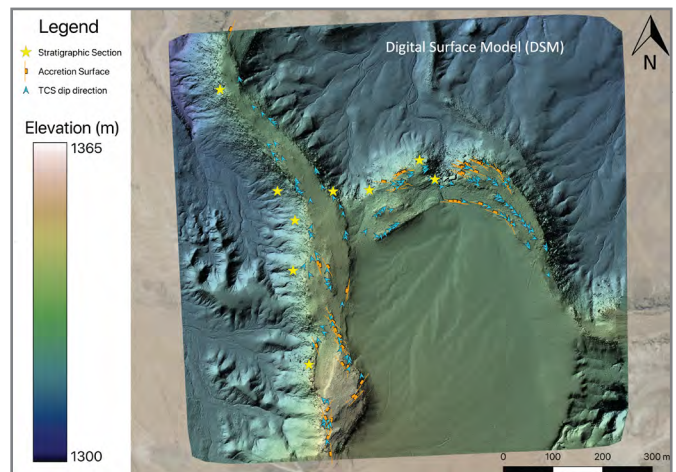 Legend
Stratigraphic Section
Accretion Surface
TCS dip direction
Elevation (m)
1365
1300
Digital Surface Model (DSM)
N
0 100 200 300 m